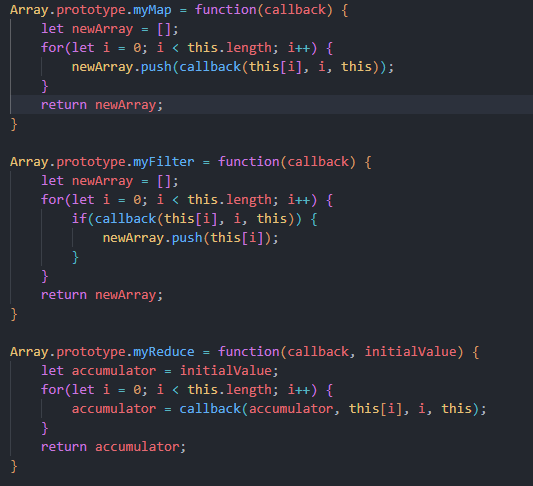 Array.prototype.myMap = function(callback) {
    let newArray = [];
    for(let i = 0; i < this.length; i++) {
        newArray.push(callback(this[i], i, this));
    }
    return newArray;
}

Array.prototype.myFilter = function(callback) {
    let newArray = [];
    for(let i = 0; i < this.length; i++) {
        if(callback(this[i], i, this)) {
            newArray.push(this[i]);
        }
    }
    return newArray;
}

Array.prototype.myReduce = function(callback, initialValue) {
    let accumulator = initialValue;
    for(let i = 0; i < this.length; i++) {
        accumulator = callback(accumulator, this[i], i, this);
    }
    return accumulator;
}